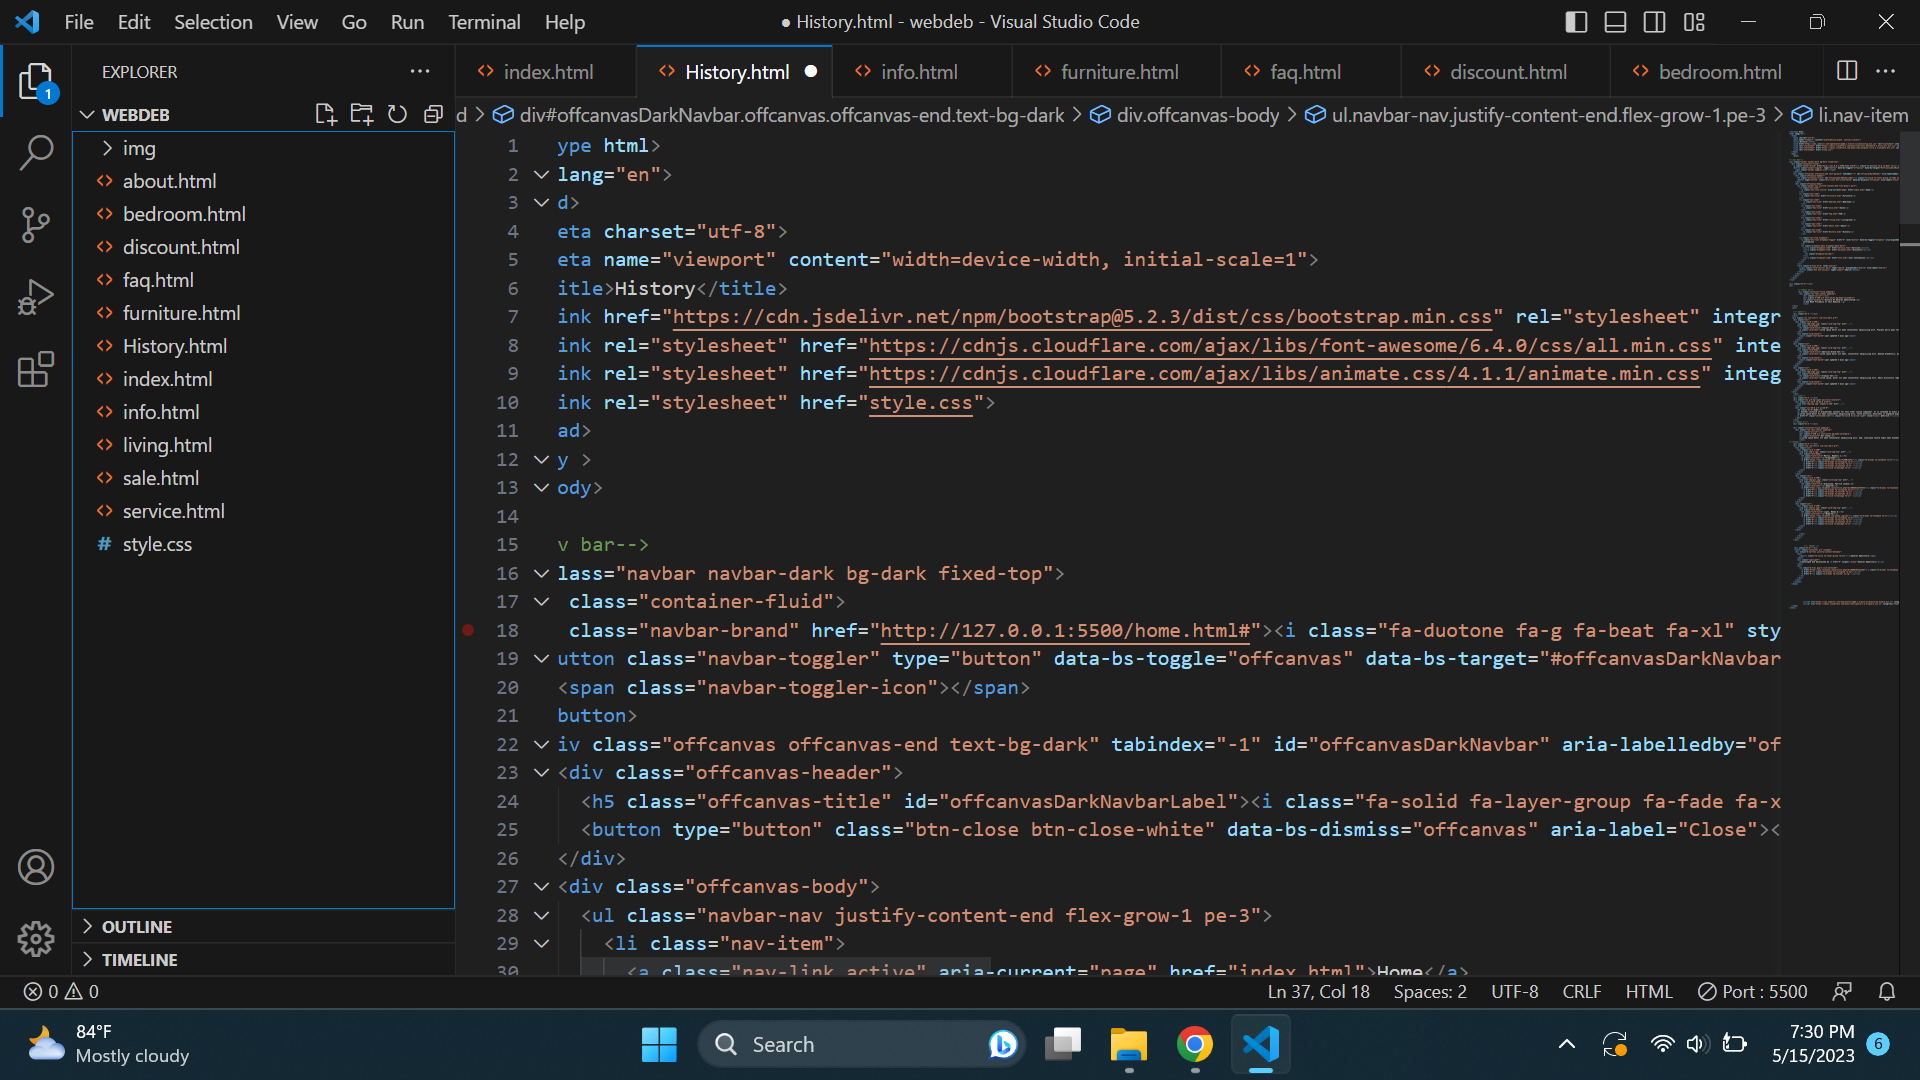 File Edit Selection View Go Run Terminal Help
● History.html - webdeb - Visual Studio Code
EXPLORER
index.html History.html info.html furniture.html faq.html discount.html bedroom.html
1
WEBDEB
d > div#offcanvasDarkNavbar.offcanvas.offcanvas-end.text-bg-dark > div.offcanvas-body > ul.navbar-nav.justify-content-end.flex-grow-1.pe-3 > li.nav-item
img
about.html
bedroom.html
discount.html
faq.html
furniture.html
History.html
index.html
info.html
living.html
sale.html
service.html
# style.css
OUTLINE
TIMELINE
1 ype html>
2 lang="en">
3 d>
4 eta charset="utf-8">
5 eta name="viewport" content="width=device-width, initial-scale=1">
6 itle>History</title>
7 ink href="https://cdn.jsdelivr.net/npm/bootstrap@5.2.3/dist/css/bootstrap.min.css" rel="stylesheet" integr
8 ink rel="stylesheet" href="https://cdnjs.cloudflare.com/ajax/libs/font-awesome/6.4.0/css/all.min.css" inte
9 ink rel="stylesheet" href="https://cdnjs.cloudflare.com/ajax/libs/animate.css/4.1.1/animate.min.css" integ
10 ink rel="stylesheet" href="style.css">
11 ad>
12 y >
13 ody>
14
15 v bar-->
16 lass="navbar navbar-dark bg-dark fixed-top">
17 class="container-fluid">
18 class="navbar-brand" href="http://127.0.0.1:5500/home.html#"><i class="fa-duotone fa-g fa-beat fa-xl" sty
19 utton class="navbar-toggler" type="button" data-bs-toggle="offcanvas" data-bs-target="#offcanvasDarkNavbar
20 <span class="navbar-toggler-icon"></span>
21 button>
22 iv class="offcanvas offcanvas-end text-bg-dark" tabindex="-1" id="offcanvasDarkNavbar" aria-labelledby="of
23 <div class="offcanvas-header">
24 <h5 class="offcanvas-title" id="offcanvasDarkNavbarLabel"><i class="fa-solid fa-layer-group fa-fade fa-x
25 <button type="button" class="btn-close btn-close-white" data-bs-dismiss="offcanvas" aria-label="Close"><
26 </div>
27 <div class="offcanvas-body">
28 <ul class="navbar-nav justify-content-end flex-grow-1 pe-3">
29 <li class="nav-item">
30 <a class="nav-link active" aria-current="page" href="index.html">Home</a>
0 0 Ln 37, Col 18 Spaces: 2 UTF-8 CRLF HTML Port : 5500
84°F
Mostly cloudy
Search
7:30 PM
5/15/2023
6